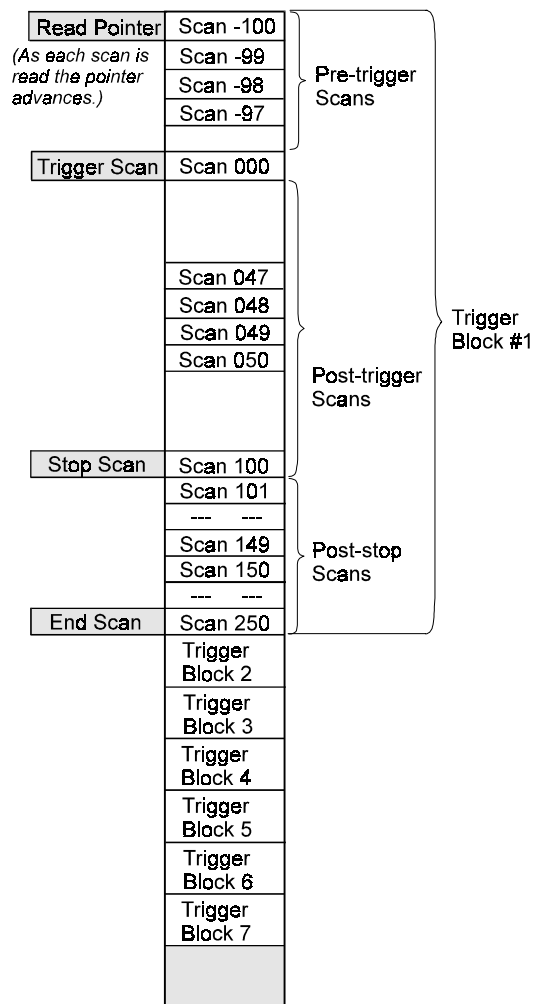 Read Pointer
Scan -100
(As each scan is
read the pointer
advances.)
Scan -99
Scan -98
Scan -97
Pre-trigger
Scans
Trigger Scan
Scan 000
Scan 047
Scan 048
Scan 049
Scan 050
Trigger
Block #1
Post-trigger
Scans
Stop Scan
Scan 100
Scan 101
--- ---
Scan 149
Scan 150
--- ---
Post-stop
Scans
End Scan
Scan 250
Trigger
Block 2
Trigger
Block 3
Trigger
Block 4
Trigger
Block 5
Trigger
Block 6
Trigger
Block 7